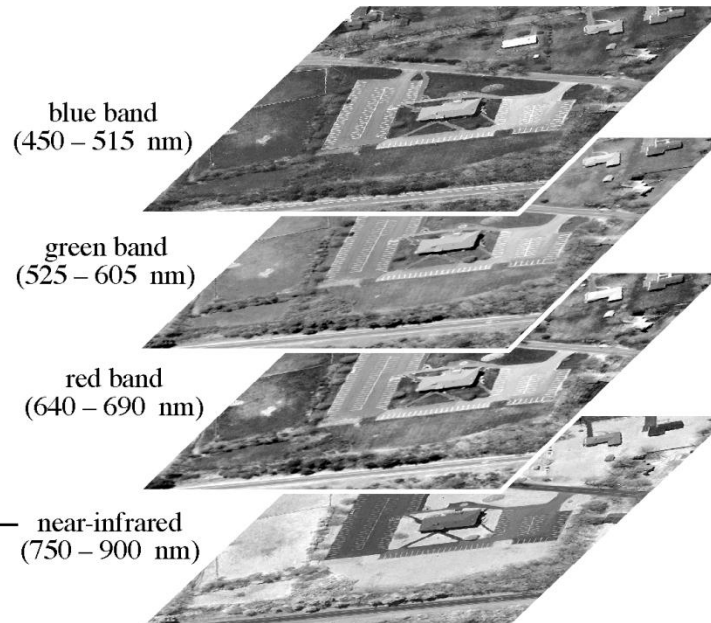 blue band
(450 – 515 nm)
green band
(525 – 605 nm)
red band
(640 – 690 nm)
near-infrared
(750 – 900 nm)